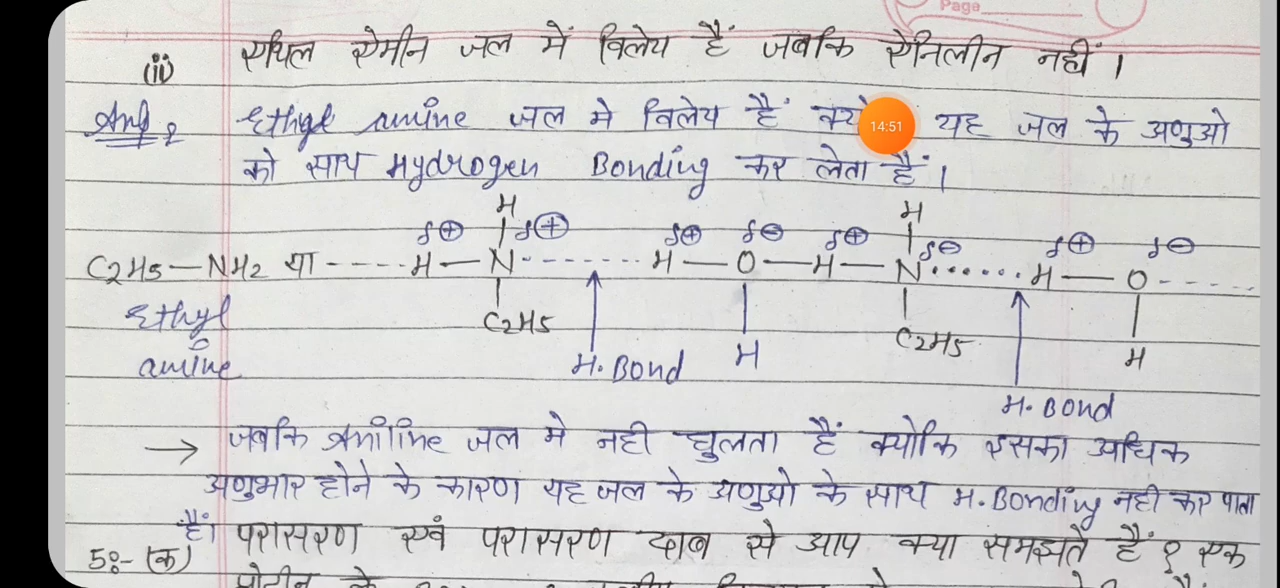 Page
(ii) एथिल ऐमीन जल में विलेय हैं जबकि ऐनिलीन नहीं।
Ans Ethyl amine जल मे विलेय हैं 14:51 यह जल के अणुओ
को साथ Hydrogen Bonding कर लेता हैं।
H H
δ⊕ δ⊕ δ⊕ δ⊖ δ⊕ δ⊖ δ⊕ δ⊖
C2H5—NH2 या ----H—N-------H—O—H—N......H—O-----
Ethyl C2H5 H C2H5 H
amine H. Bond H. Bond
→ जबकि Aniline जल मे नही घुलता हैं क्योकि इसका अधिक
अणुभार होने के कारण यह जल के अणुओ के साथ H. Bonding नही कर पाता
हैं।
5:- (क) परासरण एवं परासरण दाब से आप क्या समझते हैं? एक